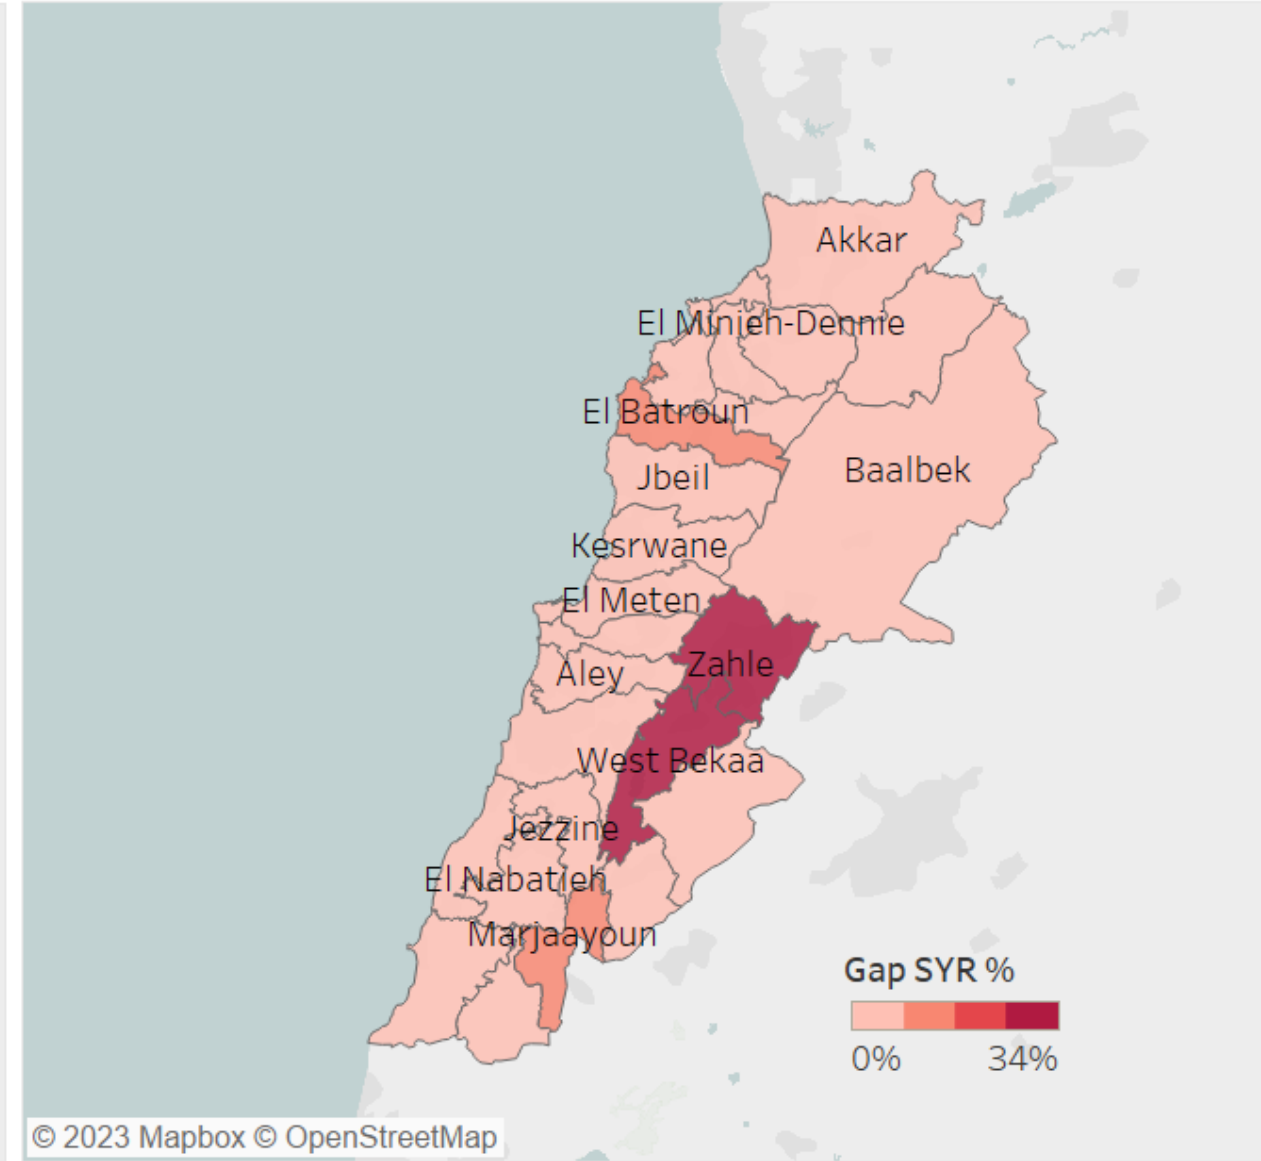 Akkar
El Minieh-Dennie
El Batroun
Baalbek
Jbeil
Kesrwane
El Meten
Zahle
Aley
West Bekaa
Jezzine
El Nabatieh
Marjaayoun
Gap SYR %
0% 34%
© 2023 Mapbox © OpenStreetMap